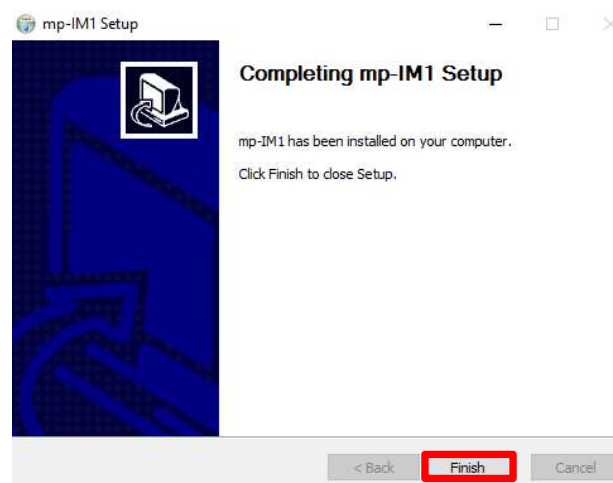 mp-IM1 Setup
Completing mp-IM1 Setup
mp-IM1 has been installed on your computer.
Click Finish to close Setup.
< Back Finish Cancel